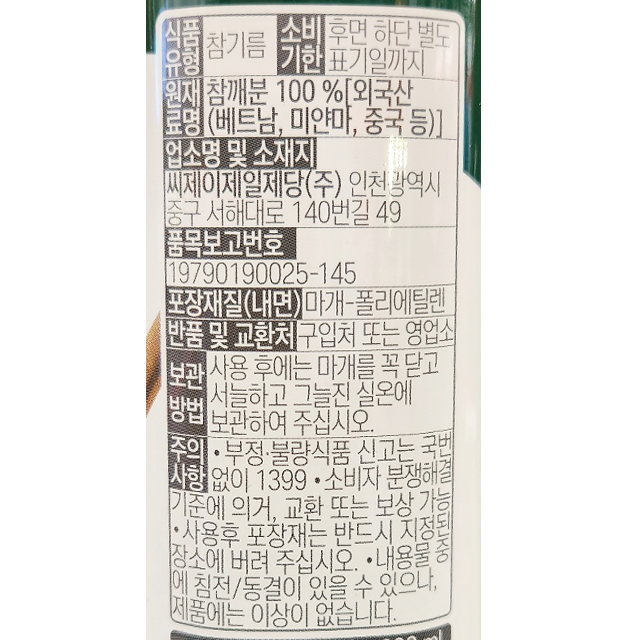 식품 유형 참기름 소비 기한 후면 하단 별도 표기일까지
원재료명 참깨분 100 %[외국산
(베트남, 미얀마, 중국 등)]
업소명 및 소재지
씨제이제일제당(주) 인천광역시
중구 서해대로 140번길 49
품목보고번호
19790190025-145
포장재질(내면) 마개-폴리에틸렌
반품 및 교환처 구입처 또는 영업소
보관 방법 사용 후에는 마개를 꼭 닫고
서늘하고 그늘진 실온에
보관하여 주십시오.
주의 •부정·불량식품 신고는 국번
사항 없이 1399 •소비자 분쟁해결
기준에 의거, 교환 또는 보상 가능
•사용후 포장재는 반드시 지정된
장소에 버려 주십시오. •내용물 중
에 침전/동결이 있을 수 있으나,
제품에는 이상이 없습니다.